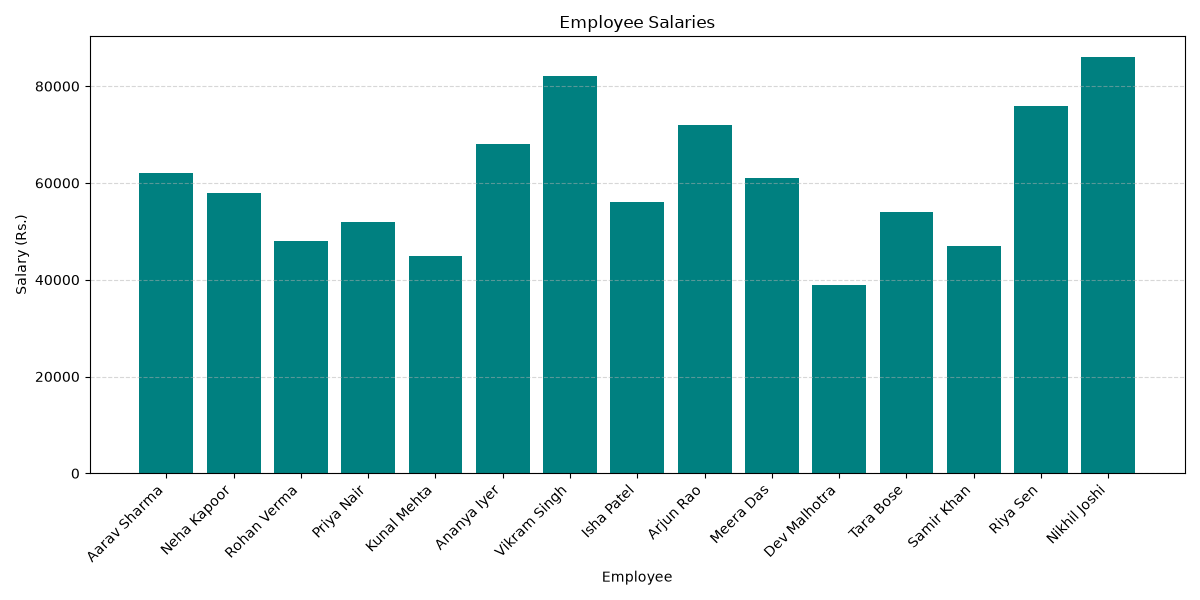 Employee Salaries
Salary (Rs.)
80000
60000
40000
20000
0
Aarav Sharma
Neha Kapoor
Rohan Verma
Priya Nair
Kunal Mehta
Ananya Iyer
Vikram Singh
Isha Patel
Arjun Rao
Meera Das
Dev Malhotra
Tara Bose
Samir Khan
Riya Sen
Nikhil Joshi
Employee